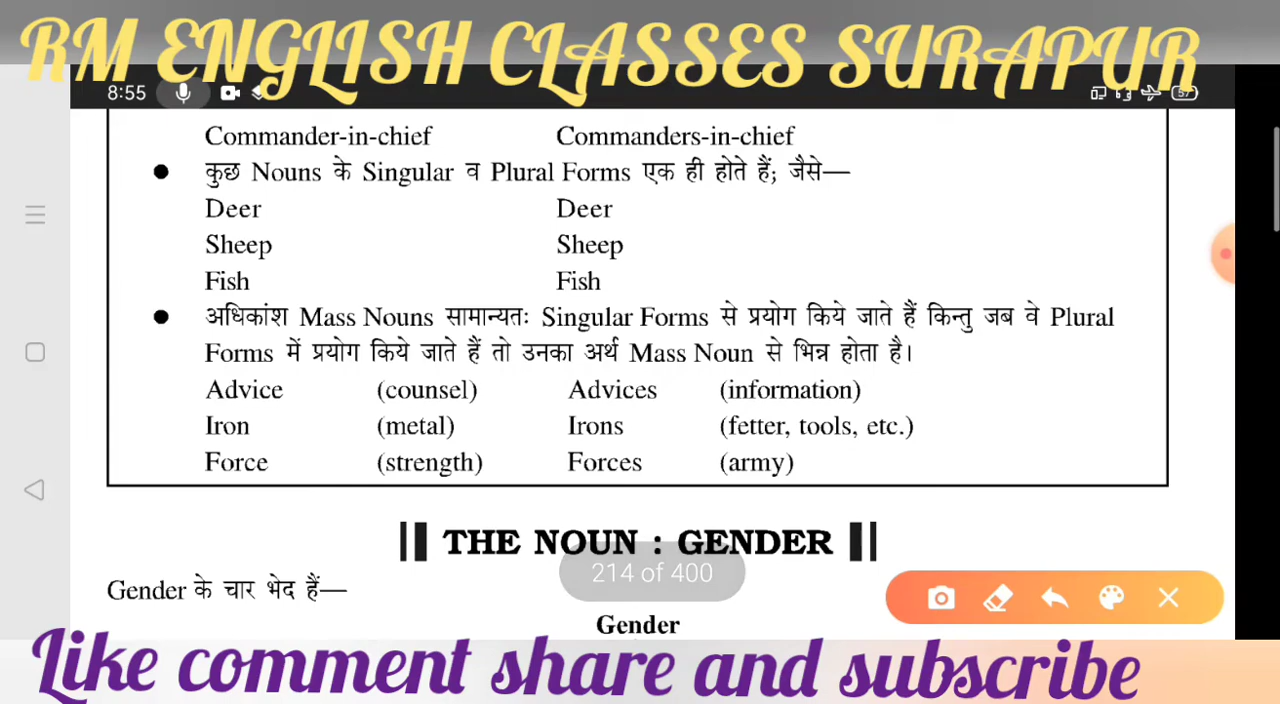 RM ENGLISH CLASSES SURAPUR
8:55
57
Commander-in-chief Commanders-in-chief
● कुछ Nouns के Singular व Plural Forms एक ही होते हैं; जैसे—
Deer Deer
Sheep Sheep
Fish Fish
● अधिकांश Mass Nouns सामान्यतः Singular Forms से प्रयोग किये जाते हैं किन्तु जब वे Plural
Forms में प्रयोग किये जाते हैं तो उनका अर्थ Mass Noun से भिन्न होता है।
Advice (counsel) Advices (information)
Iron (metal) Irons (fetter, tools, etc.)
Force (strength) Forces (army)
THE NOUN : GENDER
214 of 400
Gender के चार भेद हैं—
Gender
Like comment share and subscribe